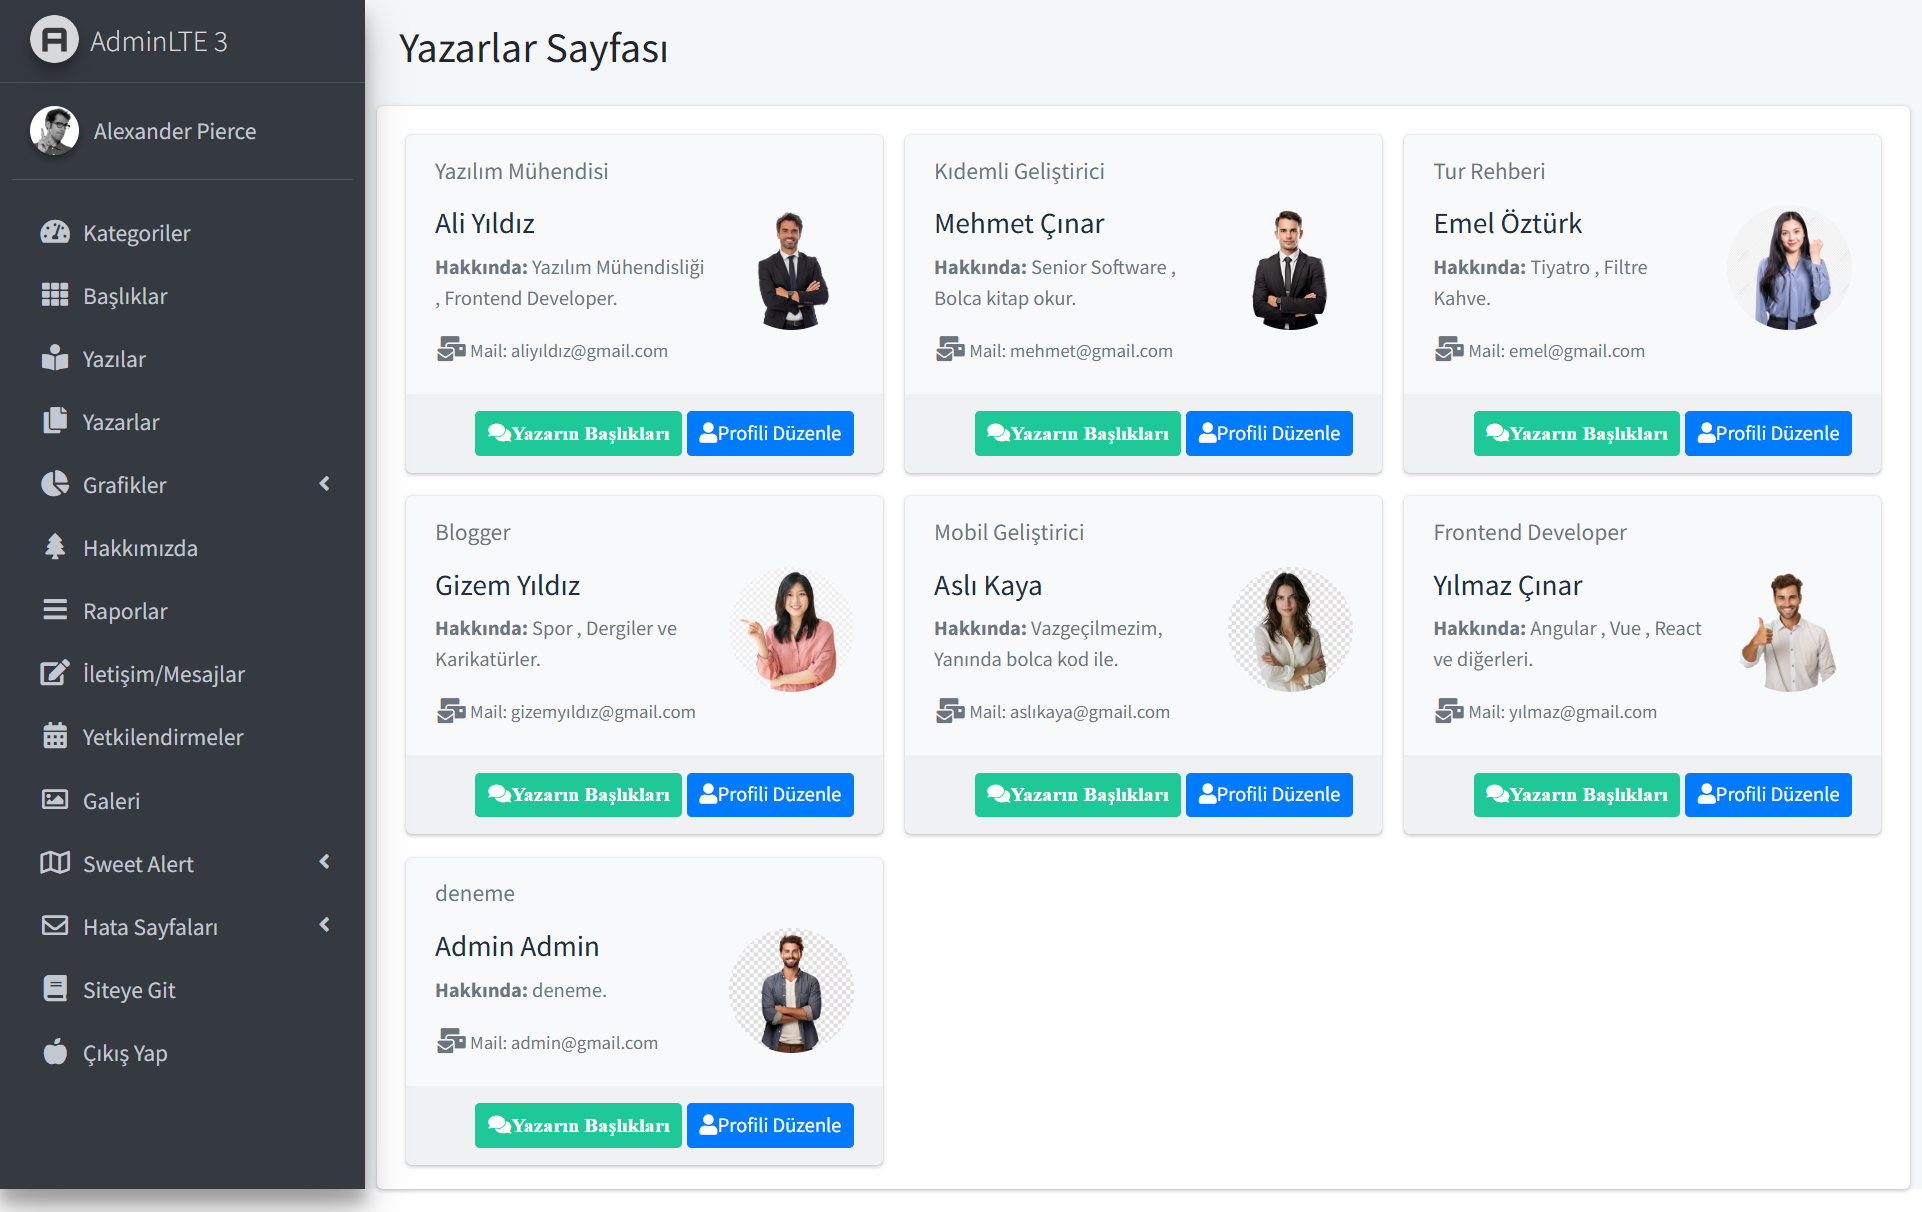 AdminLTE 3
Alexander Pierce
Kategoriler
Başlıklar
Yazılar
Yazarlar
Grafikler
Hakkımızda
Raporlar
İletişim/Mesajlar
Yetkilendirmeler
Galeri
Sweet Alert
Hata Sayfaları
Siteye Git
Çıkış Yap
Yazarlar Sayfası
Yazılım Mühendisi
Ali Yıldız
Hakkında: Yazılım Mühendisliği
, Frontend Developer.
Mail: aliyıldız@gmail.com
Yazarın Başlıkları
Profili Düzenle
Kıdemli Geliştirici
Mehmet Çınar
Hakkında: Senior Software ,
Bolca kitap okur.
Mail: mehmet@gmail.com
Yazarın Başlıkları
Profili Düzenle
Tur Rehberi
Emel Öztürk
Hakkında: Tiyatro , Filtre
Kahve.
Mail: emel@gmail.com
Yazarın Başlıkları
Profili Düzenle
Blogger
Gizem Yıldız
Hakkında: Spor , Dergiler ve
Karikatürler.
Mail: gizemyıldız@gmail.com
Yazarın Başlıkları
Profili Düzenle
Mobil Geliştirici
Aslı Kaya
Hakkında: Vazgeçilmezim,
Yanında bolca kod ile.
Mail: aslıkaya@gmail.com
Yazarın Başlıkları
Profili Düzenle
Frontend Developer
Yılmaz Çınar
Hakkında: Angular , Vue , React
ve diğerleri.
Mail: yılmaz@gmail.com
Yazarın Başlıkları
Profili Düzenle
deneme
Admin Admin
Hakkında: deneme.
Mail: admin@gmail.com
Yazarın Başlıkları
Profili Düzenle